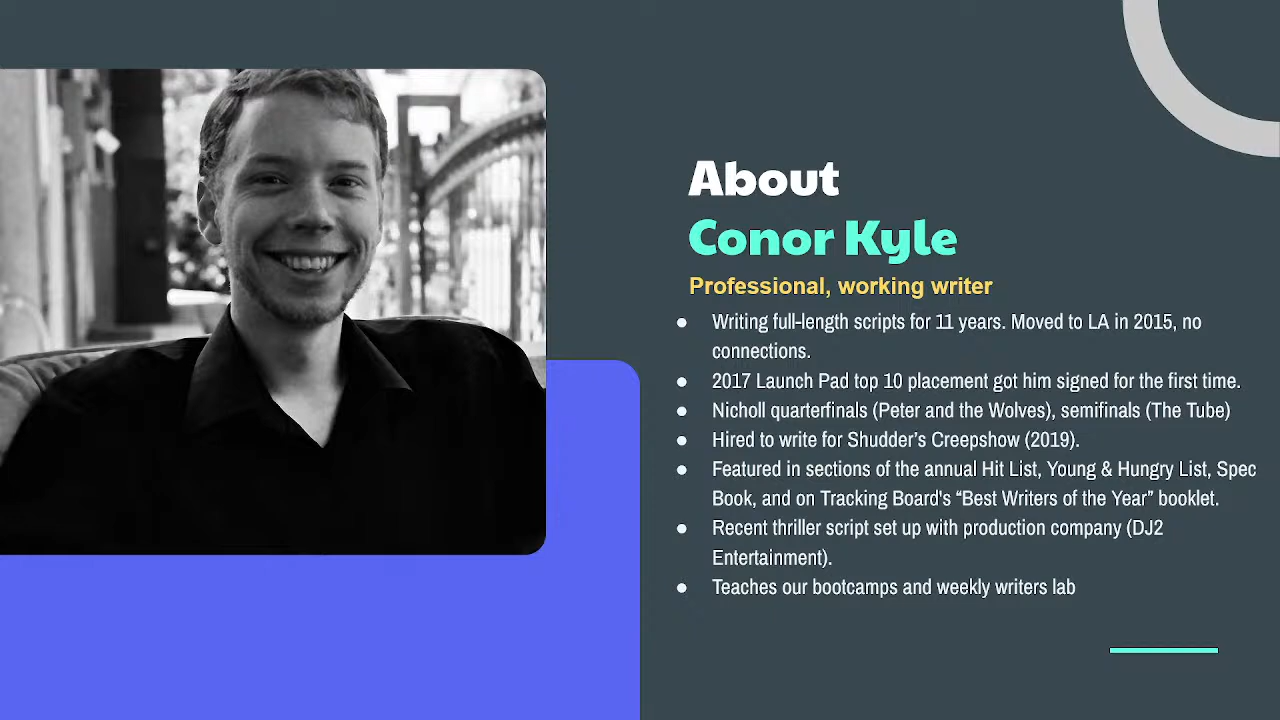 About
Conor Kyle
Professional, working writer
● Writing full-length scripts for 11 years. Moved to LA in 2015, no
connections.
● 2017 Launch Pad top 10 placement got him signed for the first time.
● Nicholl quarterfinals (Peter and the Wolves), semifinals (The Tube)
● Hired to write for Shudder’s Creepshow (2019).
● Featured in sections of the annual Hit List, Young & Hungry List, Spec
Book, and on Tracking Board's “Best Writers of the Year” booklet.
● Recent thriller script set up with production company (DJ2
Entertainment).
● Teaches our bootcamps and weekly writers lab